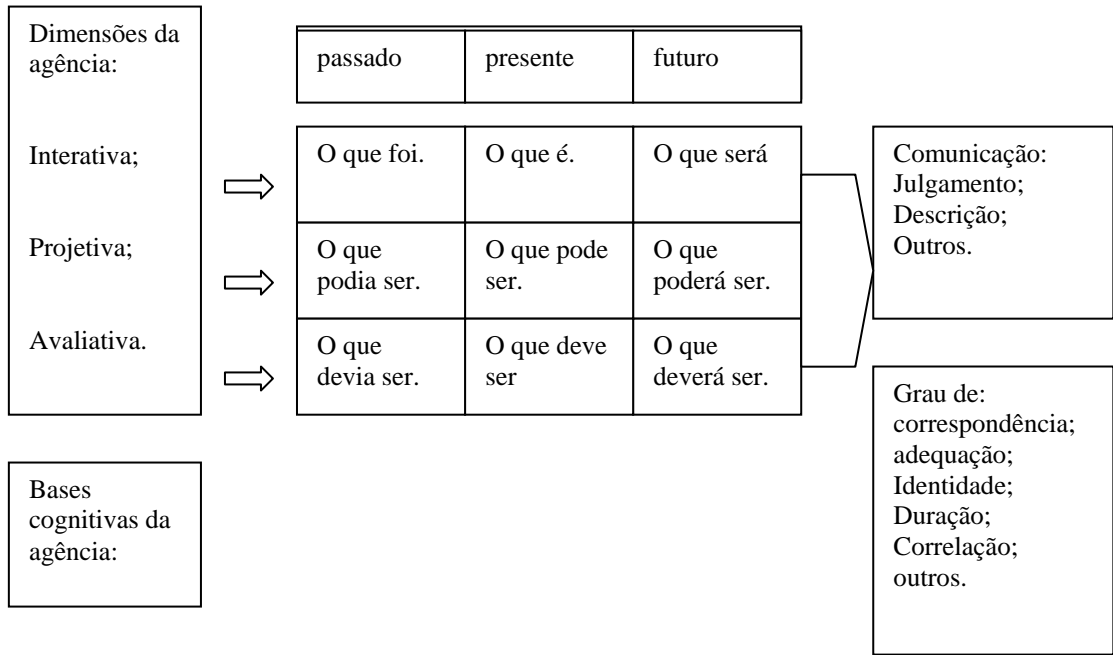 Dimensões da
agência:
Interativa;
Projetiva;
Avaliativa.
passado
presente
futuro
O que foi.
O que é.
O que será
O que
podia ser.
O que pode
ser.
O que
poderá ser.
O que
devia ser.
O que deve
ser
O que
deverá ser.
Comunicação:
Julgamento;
Descrição;
Outros.
Grau de:
correspondência;
adequação;
Identidade;
Duração;
Correlação;
outros.
Bases
cognitivas da
agência: